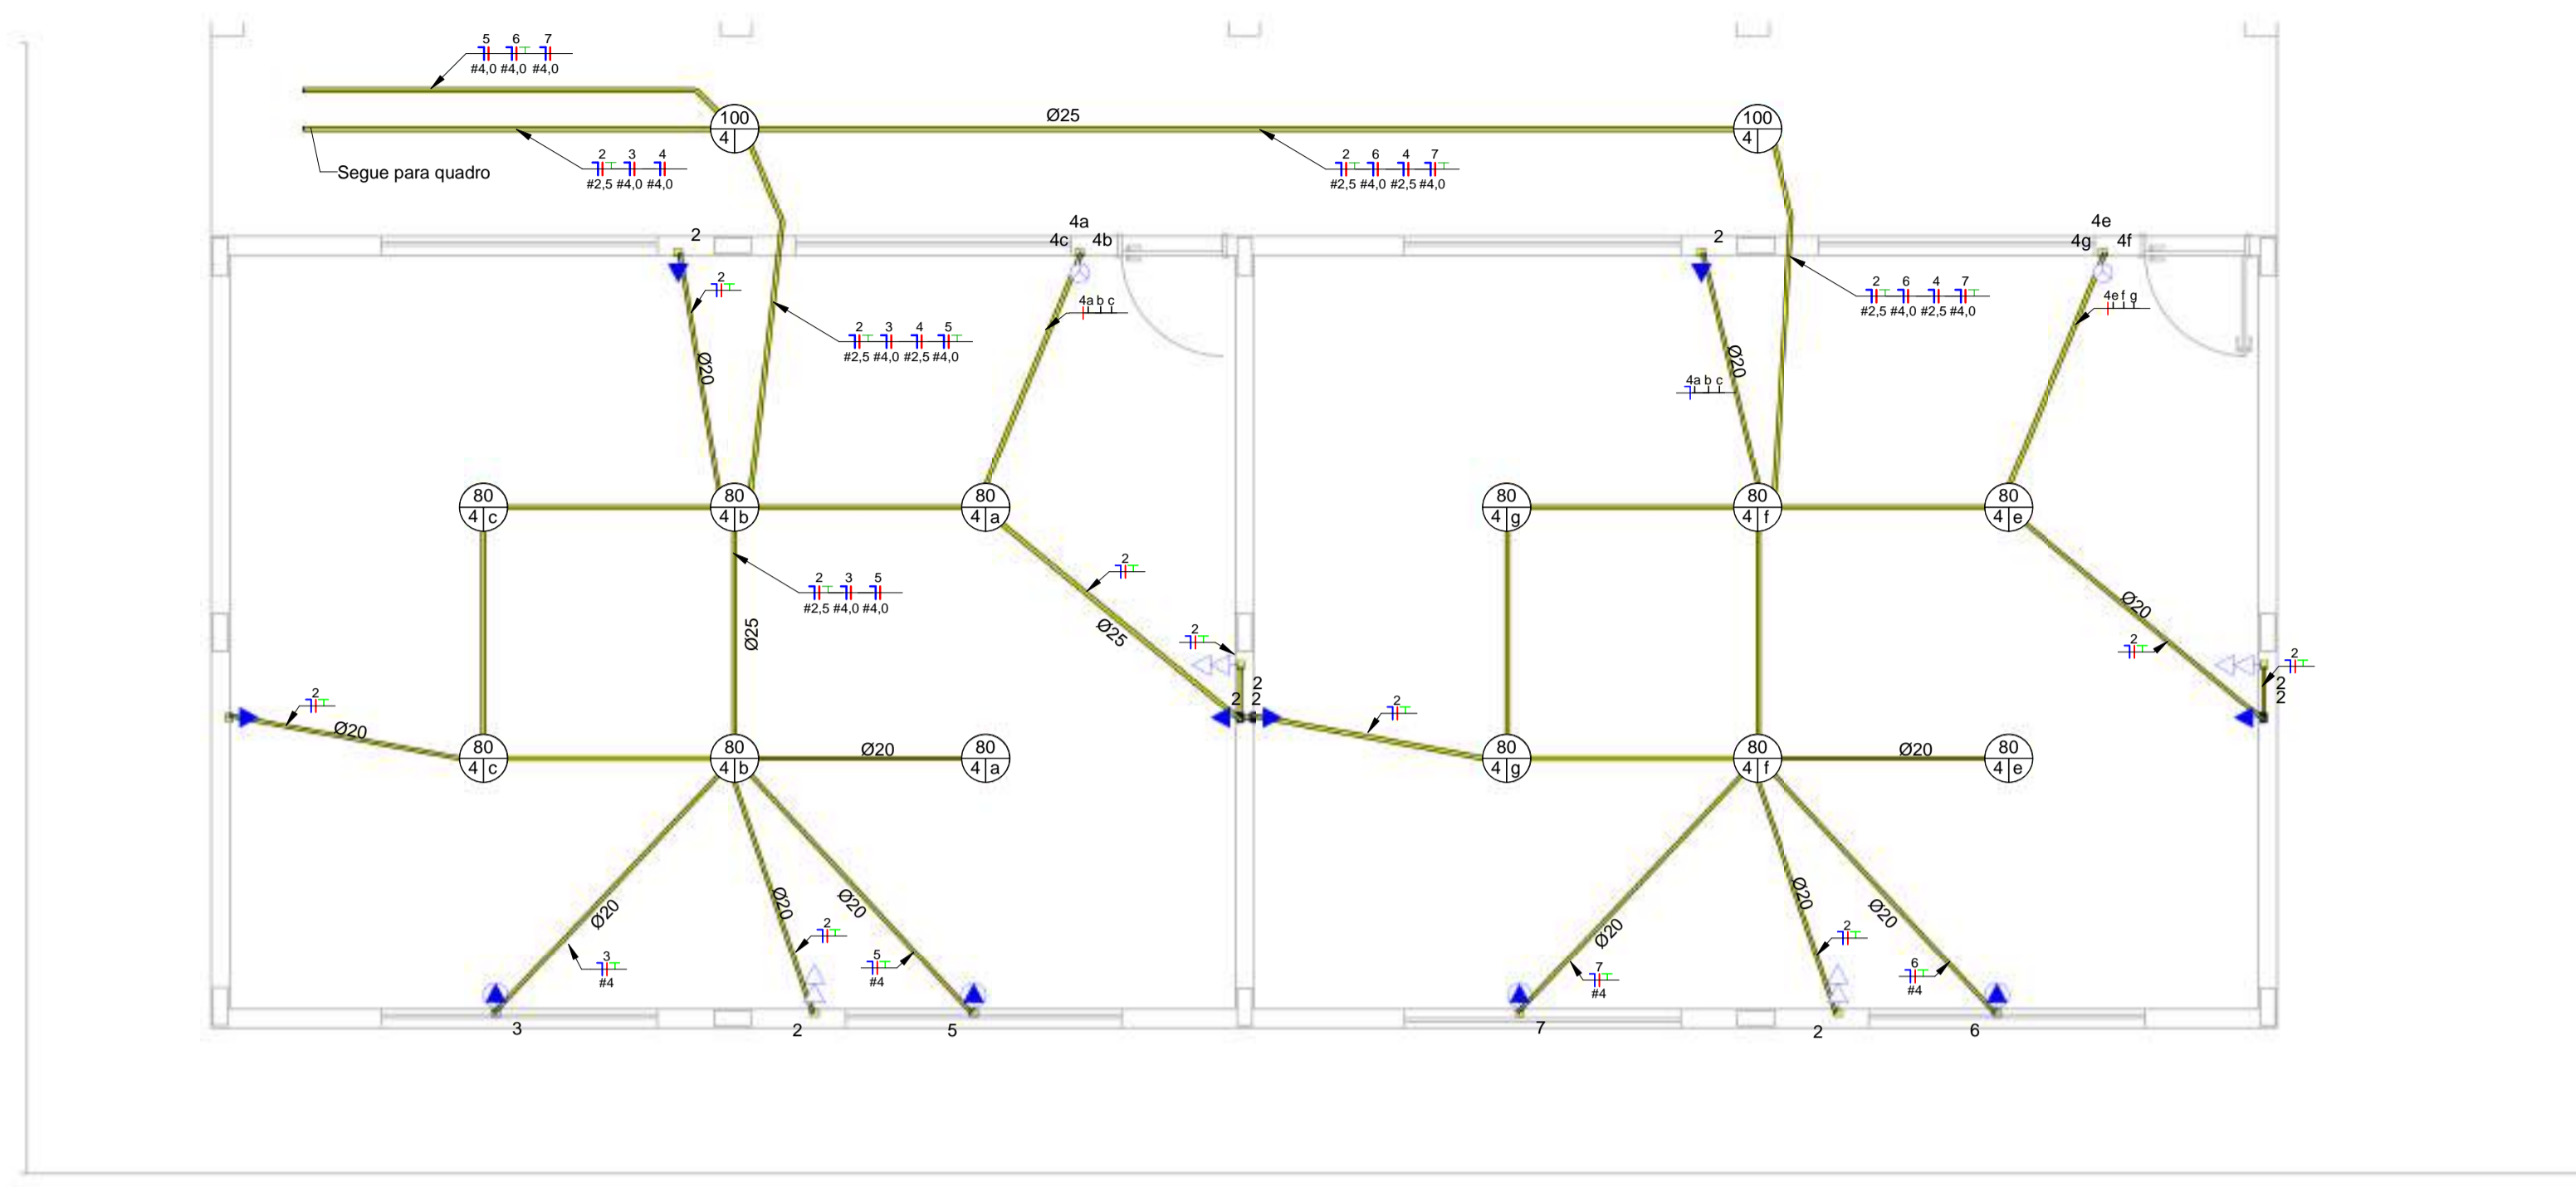 5 6 7
#4,0 #4,0 #4,0
100
4
Ø25
100
4
2 3 4
#2,5 #4,0 #4,0
Segue para quadro
2 6 4 7
#2,5 #4,0 #2,5 #4,0
4a
4c 4b
2
4e
4g 4f
2
2
4a b c
2 3 4 5
#2,5 #4,0 #2,5 #4,0
2 6 4 7
#2,5 #4,0 #2,5 #4,0
4e f g
Ø20
Ø20
4a b c
80
4 c
80
4 b
80
4 a
80
4 g
80
4 f
80
4 e
2
2 3 5
#2,5 #4,0 #4,0
Ø25
Ø25
2
Ø20
2
2
2
2
2 2
2
2
2
Ø20
2
80
4 c
80
4 b
Ø20
80
4 a
80
4 g
80
4 f
Ø20
80
4 e
Ø20
Ø20
Ø20
2
3
#4
5
#4
Ø20
Ø20
Ø20
2
7
#4
6
#4
3
2
5
7
2
6